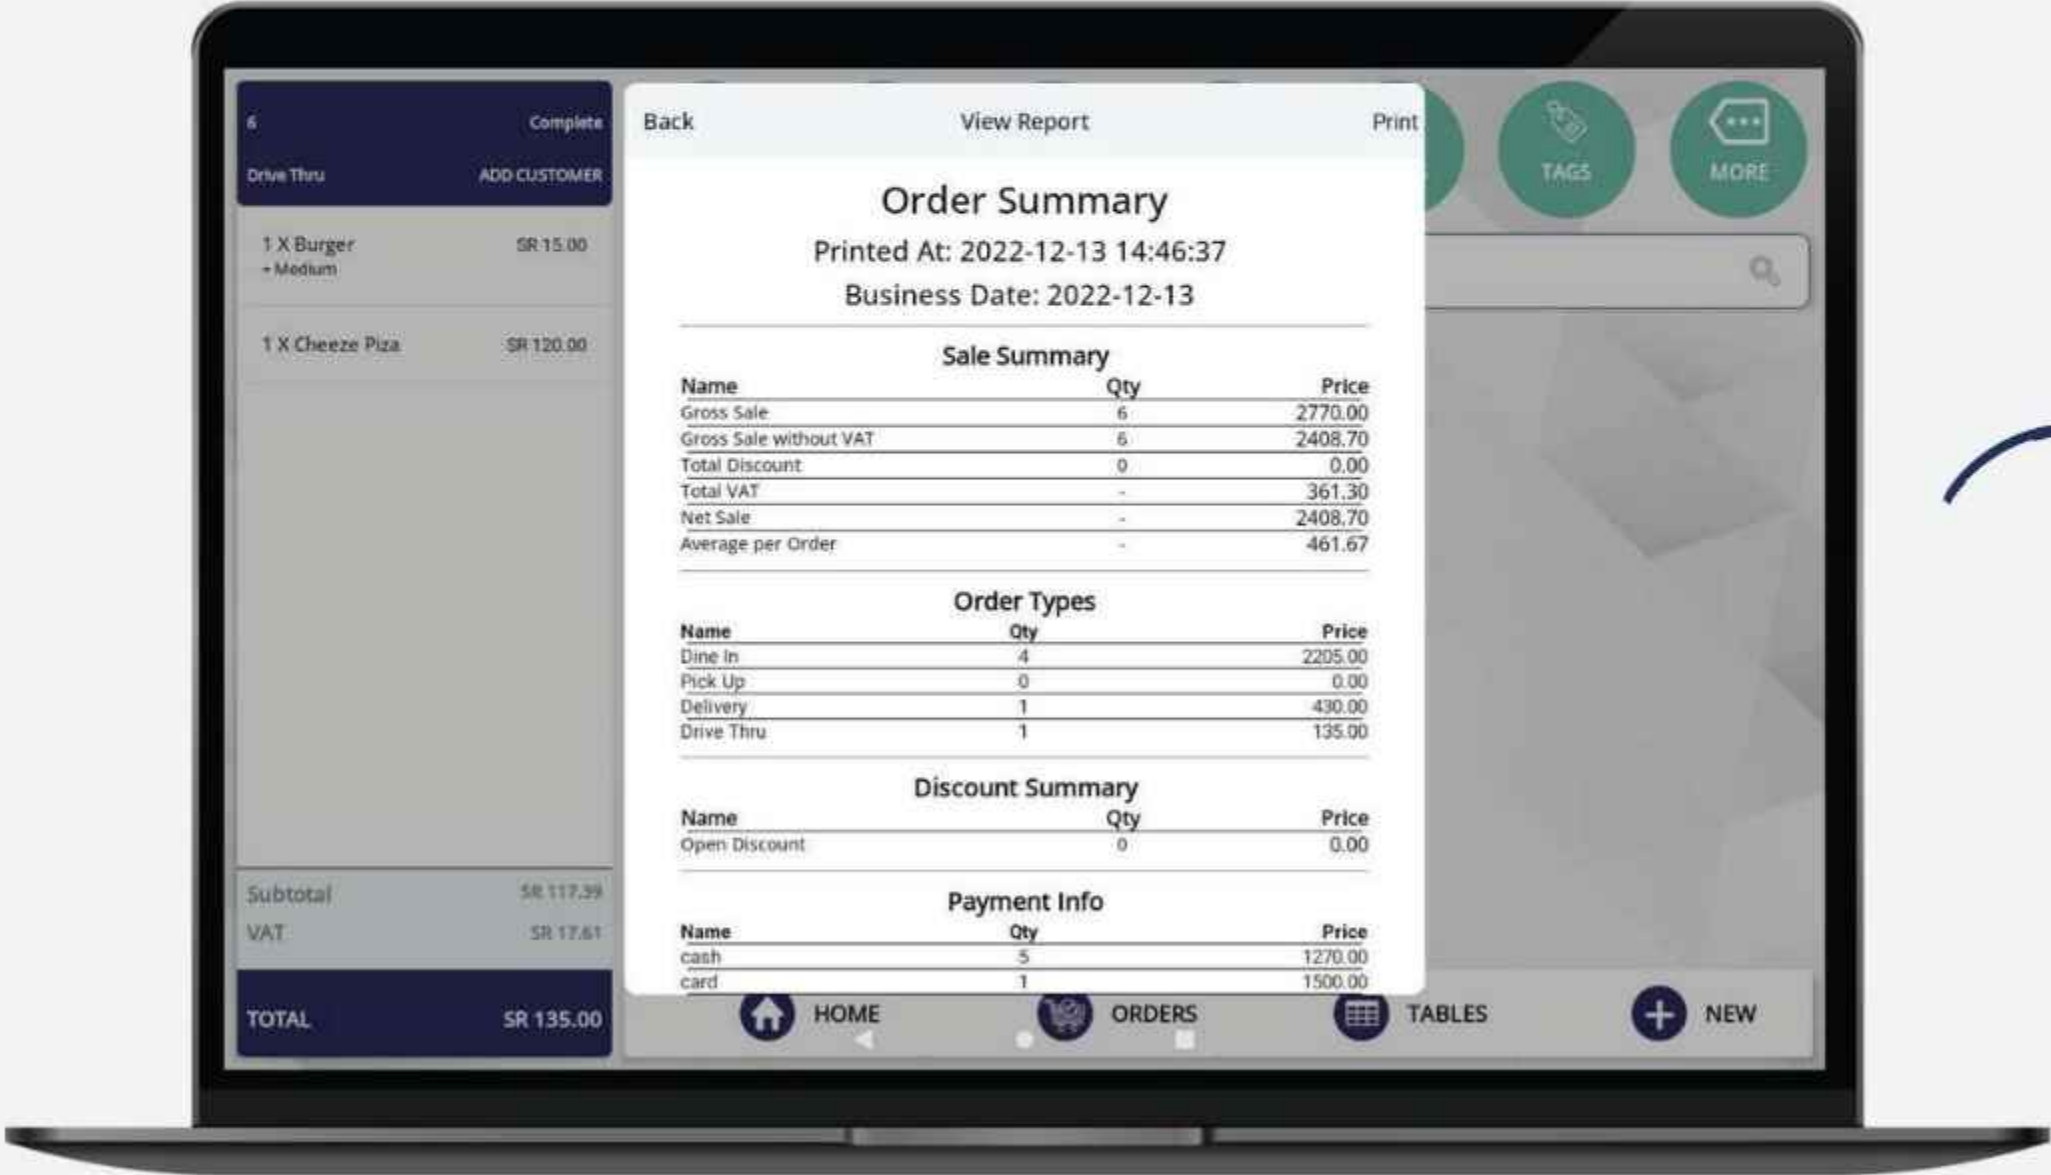 6 Complete
Drive Thru ADD CUSTOMER
1 X Burger SR 15.00
+ Medium
1 X Cheeze Piza SR 120.00
Subtotal SR 117.39
VAT SR 17.61
TOTAL SR 135.00
Back View Report Print
Order Summary
Printed At: 2022-12-13 14:46:37
Business Date: 2022-12-13
Sale Summary
Name Qty Price
Gross Sale 6 2770.00
Gross Sale without VAT 6 2408.70
Total Discount 0 0.00
Total VAT - 361.30
Net Sale - 2408.70
Average per Order - 461.67
Order Types
Name Qty Price
Dine In 4 2205.00
Pick Up 0 0.00
Delivery 1 430.00
Drive Thru 1 135.00
Discount Summary
Name Qty Price
Open Discount 0 0.00
Payment Info
Name Qty Price
cash 5 1270.00
card 1 1500.00
TAGS MORE
HOME ORDERS TABLES NEW